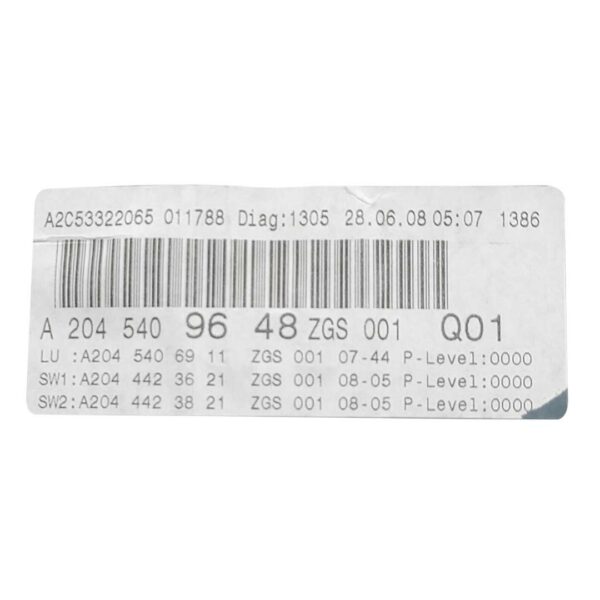 A2C53322065 011788 Diag:1305 28.06.08 05:07 1386
A 204 540 96 48 ZGS 001 Q01
LU :A204 540 69 11 ZGS 001 07-44 P-Level:0000
SW1:A204 442 36 21 ZGS 001 08-05 P-Level:0000
SW2:A204 442 38 21 ZGS 001 08-05 P-Level:0000